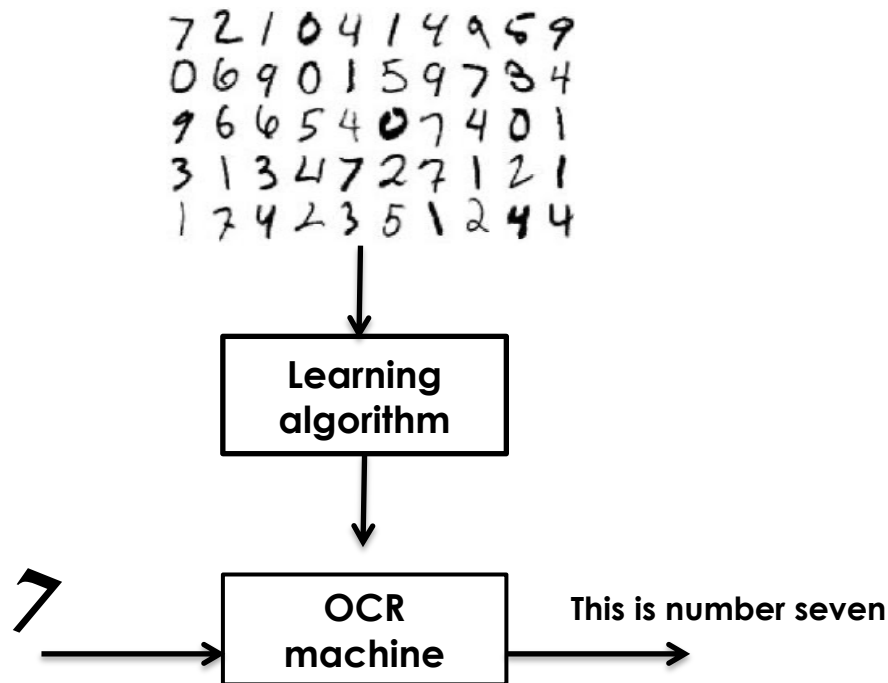 7 2 1 0 4 1 4 9 5 9
0 6 9 0 1 5 9 7 3 4
9 6 6 5 4 0 7 4 0 1
3 1 3 4 7 2 7 1 2 1
1 7 4 2 3 5 1 2 4 4
Learning
algorithm
7
OCR
machine
This is number seven